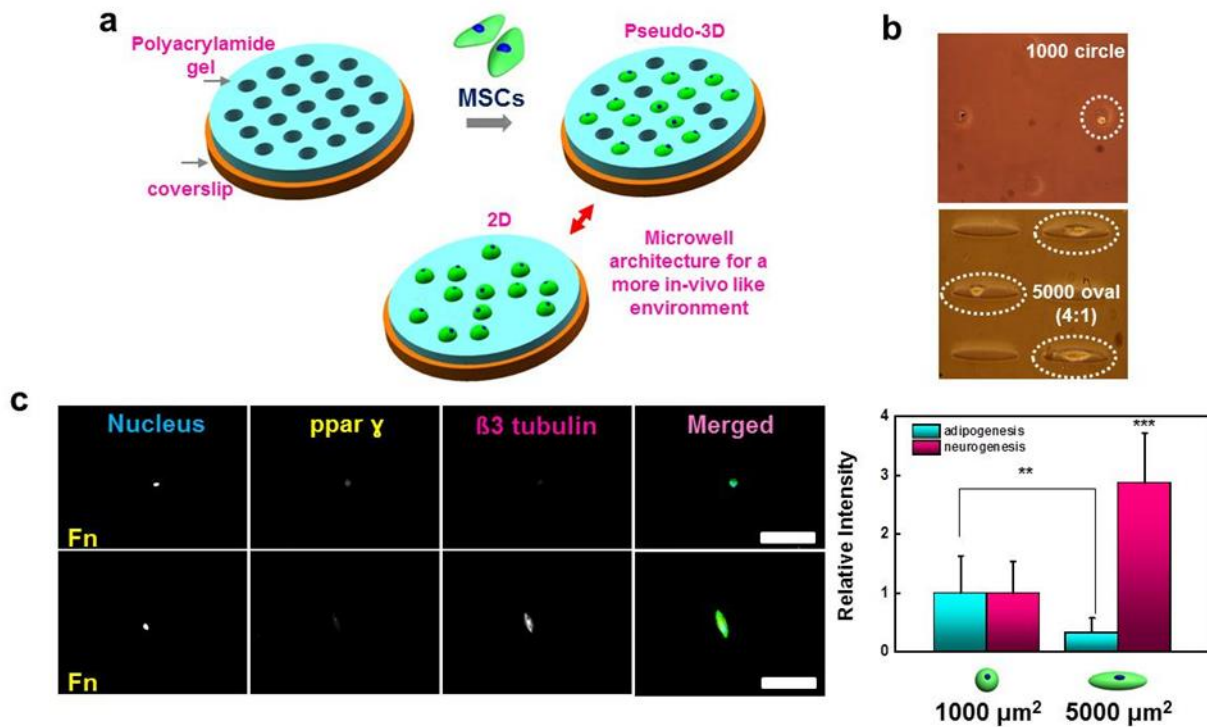 a
Polyacrylamide
gel
coverslip
MSCs
Pseudo-3D
2D
Microwell
architecture for a
more in-vivo like
environment
b
1000 circle
5000 oval
(4:1)
c
Nucleus
ppar ɣ
ß3 tubulin
Merged
Fn
Fn
Relative Intensity
4
3
2
1
0
adipogenesis
neurogenesis
**
***
1000 µm²
5000 µm²